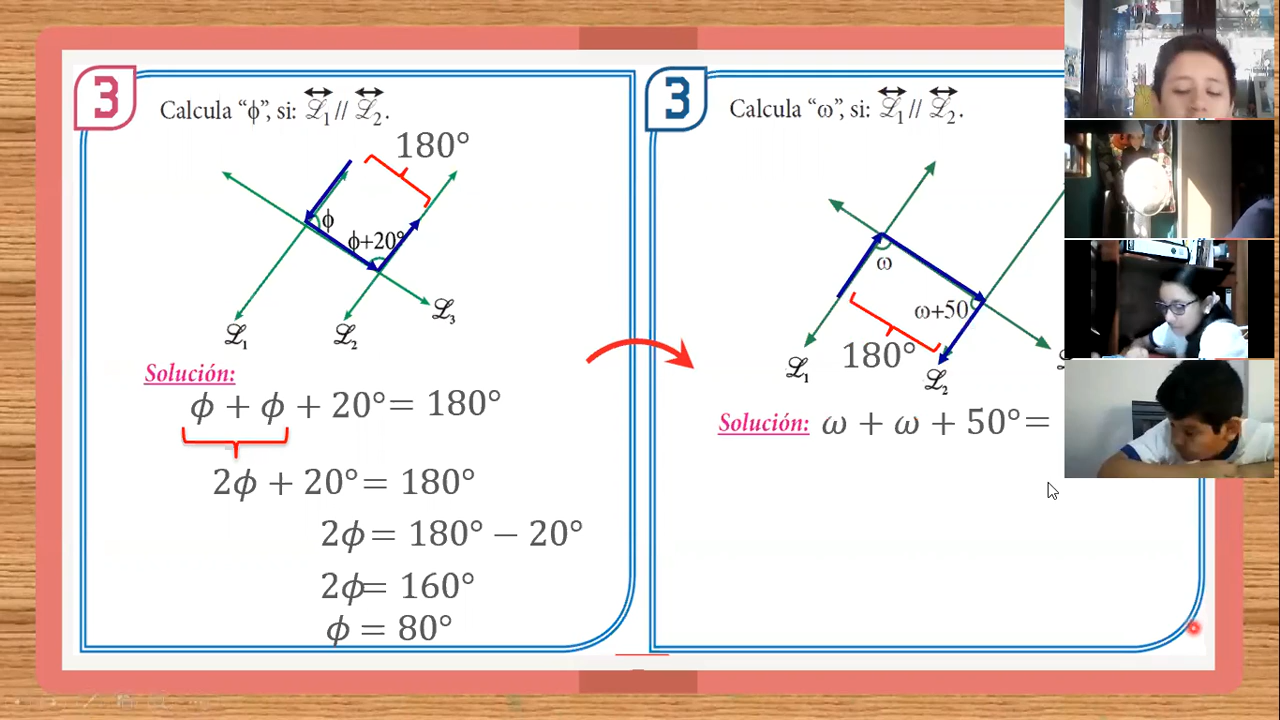 3
Calcula “ϕ”, si: ℒ₁ // ℒ₂.
180°
ϕ
ϕ+20°
ℒ₃
ℒ₁
ℒ₂
Solución:
ϕ + ϕ + 20° = 180°
2ϕ + 20° = 180°
2ϕ = 180° − 20°
2ϕ = 160°
ϕ = 80°
3
Calcula “ω”, si: ℒ₁ // ℒ₂.
ω
ω+50
180°
ℒ₁
ℒ₂
Solución: ω + ω + 50° =